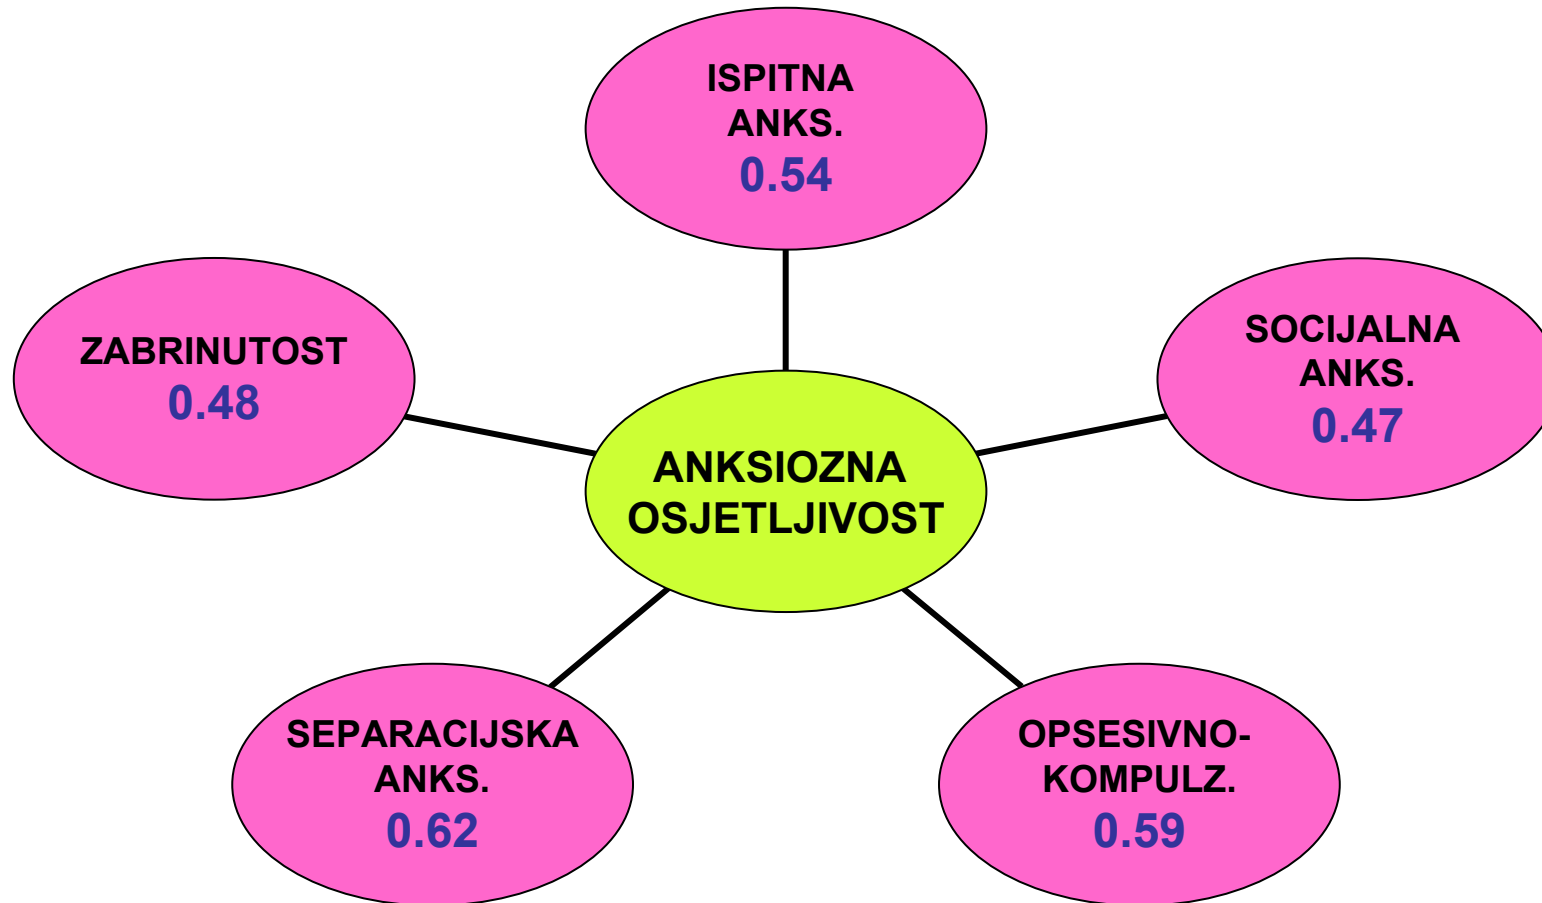 ISPITNA
ANKS.
0.54
ZABRINUTOST
0.48
SOCIJALNA
ANKS.
0.47
ANKSIOZNA
OSJETLJIVOST
SEPARACIJSKA
ANKS.
0.62
OPSESIVNO-
KOMPULZ.
0.59